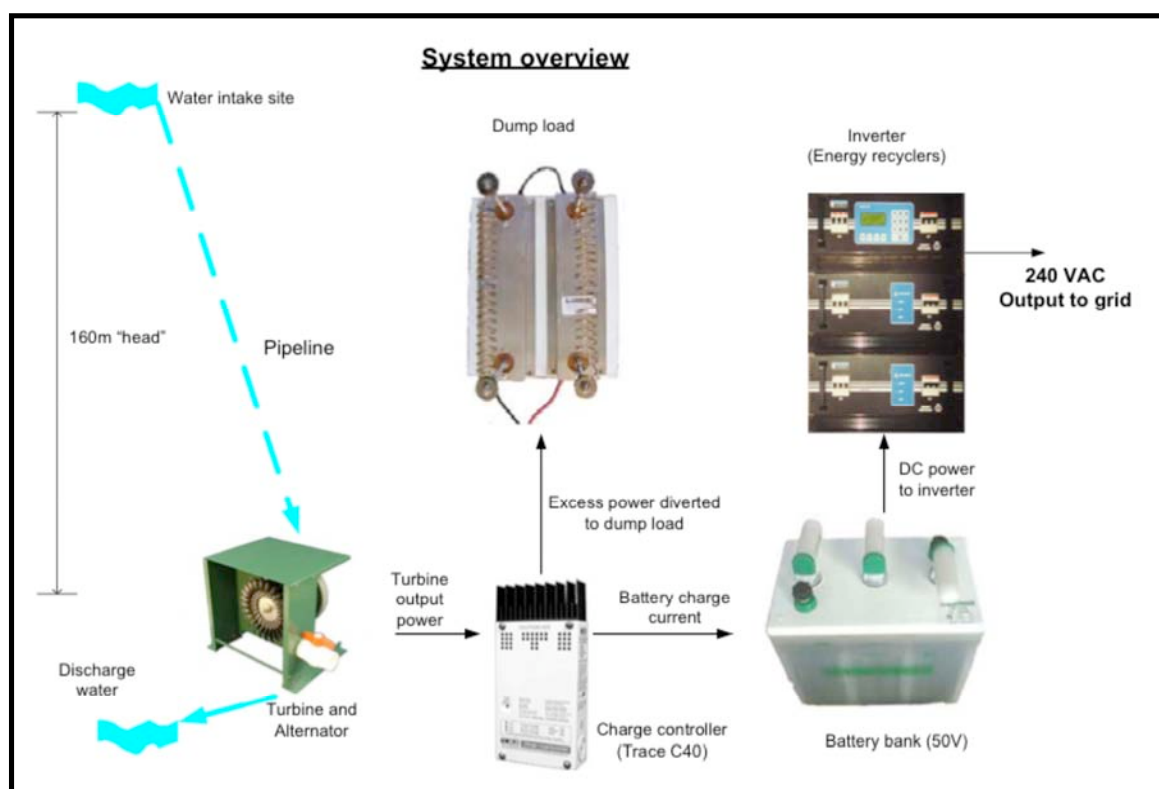 System overview
Water intake site
Dump load
Inverter
(Energy recyclers)
240 VAC
Output to grid
160m “head”
Pipeline
DC power
to inverter
Excess power diverted
to dump load
Turbine
output
power
Battery charge
current
Discharge
water
Turbine and
Alternator
Charge controller
(Trace C40)
Battery bank (50V)